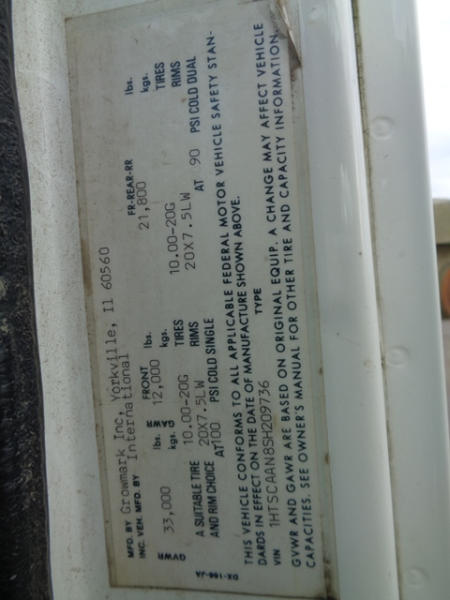 MFD. BY Growmark Inc, Yorkville, Il 60560
INC. VEH. MFD. BY International
GVWR 33,000 lbs. kgs. GAWR FRONT 12,000 lbs. kgs. FR-REAR-RR 21,800 lbs. kgs.
A SUITABLE TIRE AND RIM CHOICE 10.00-20G TIRES 20X7.5LW RIMS AT 100 PSI COLD SINGLE
10.00-20G TIRES 20X7.5LW RIMS AT 90 PSI COLD DUAL
THIS VEHICLE CONFORMS TO ALL APPLICABLE FEDERAL MOTOR VEHICLE SAFETY STAN-
DARDS IN EFFECT ON THE DATE OF MANUFACTURE SHOWN ABOVE.
VIN 1HTSCAAN8SH209736 TYPE
GVWR AND GAWR ARE BASED ON ORIGINAL EQUIP. A CHANGE MAY AFFECT VEHICLE
CAPACITIES. SEE OWNER'S MANUAL FOR OTHER TIRE AND CAPACITY INFORMATION.
DX-166-JA